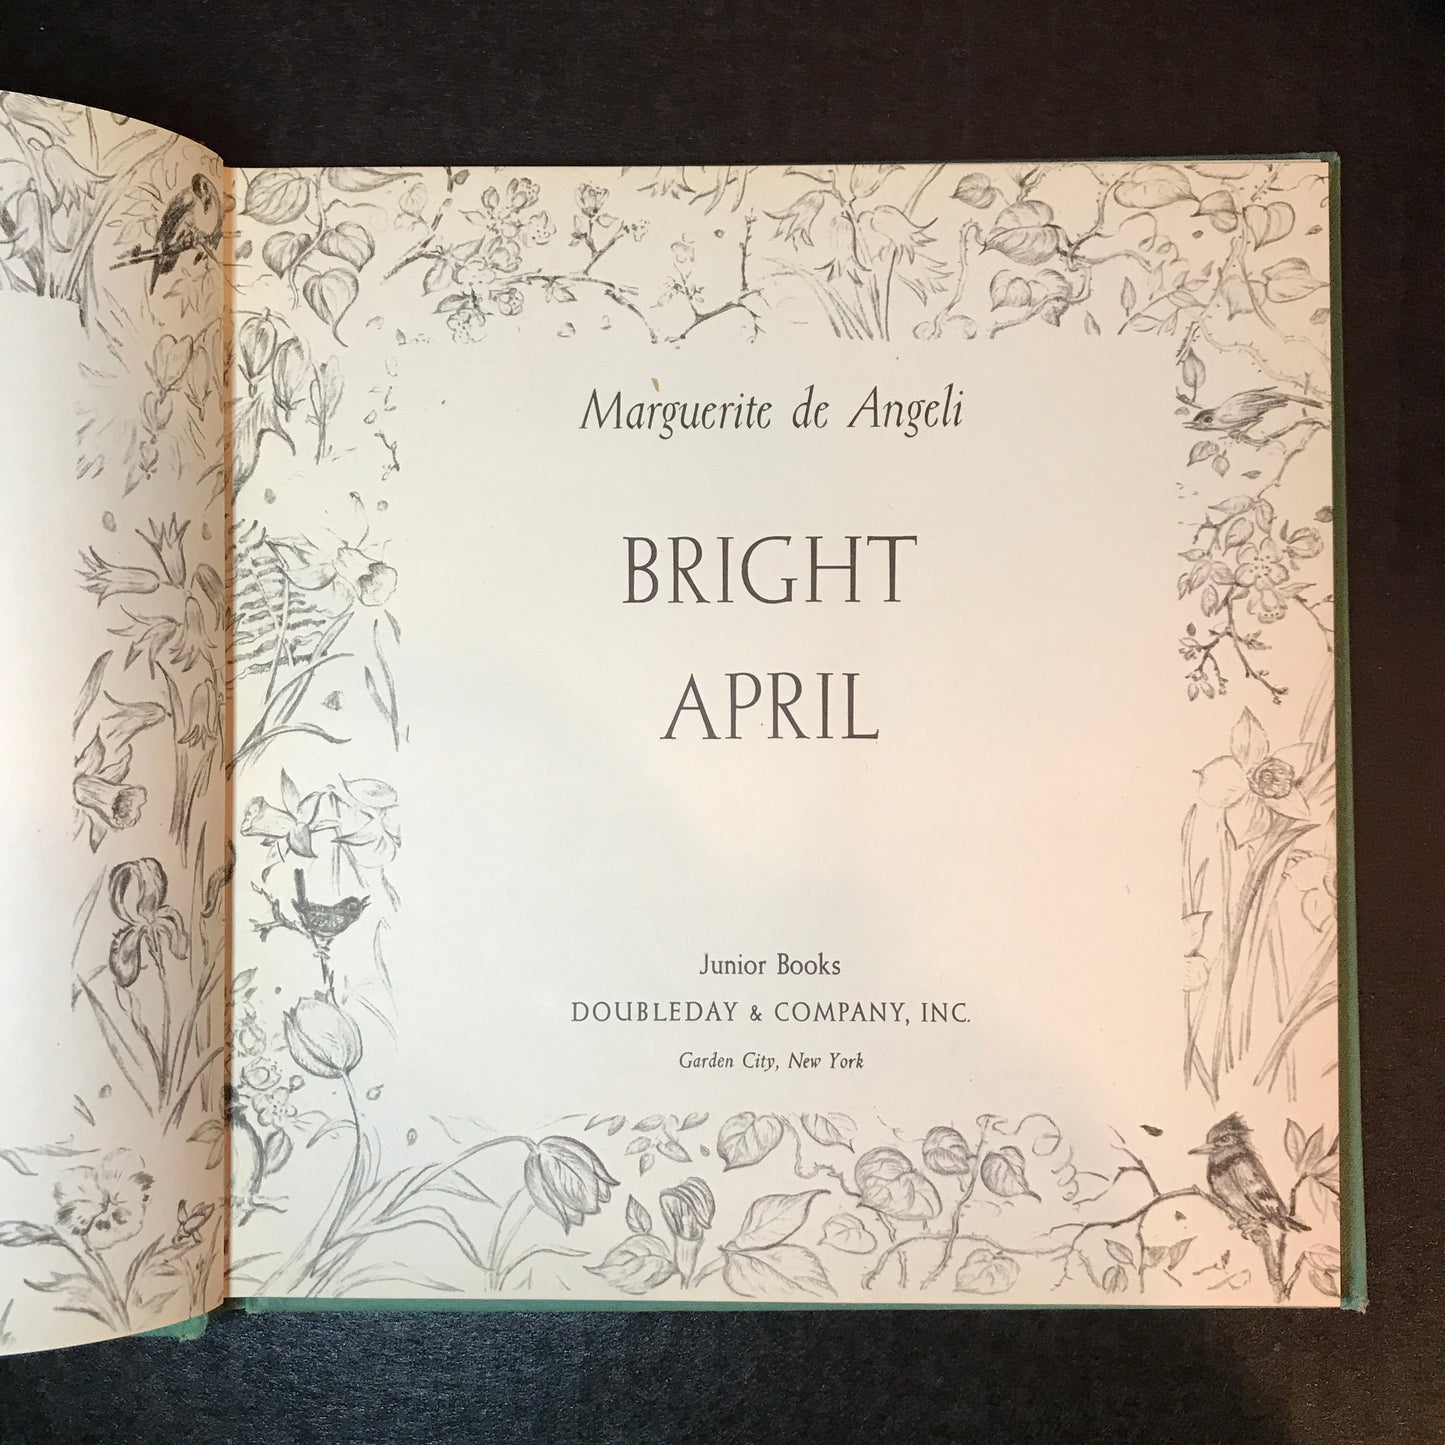 Marguerite de Angeli
BRIGHT
APRIL
Junior Books
DOUBLEDAY & COMPANY, INC.
Garden City, New York